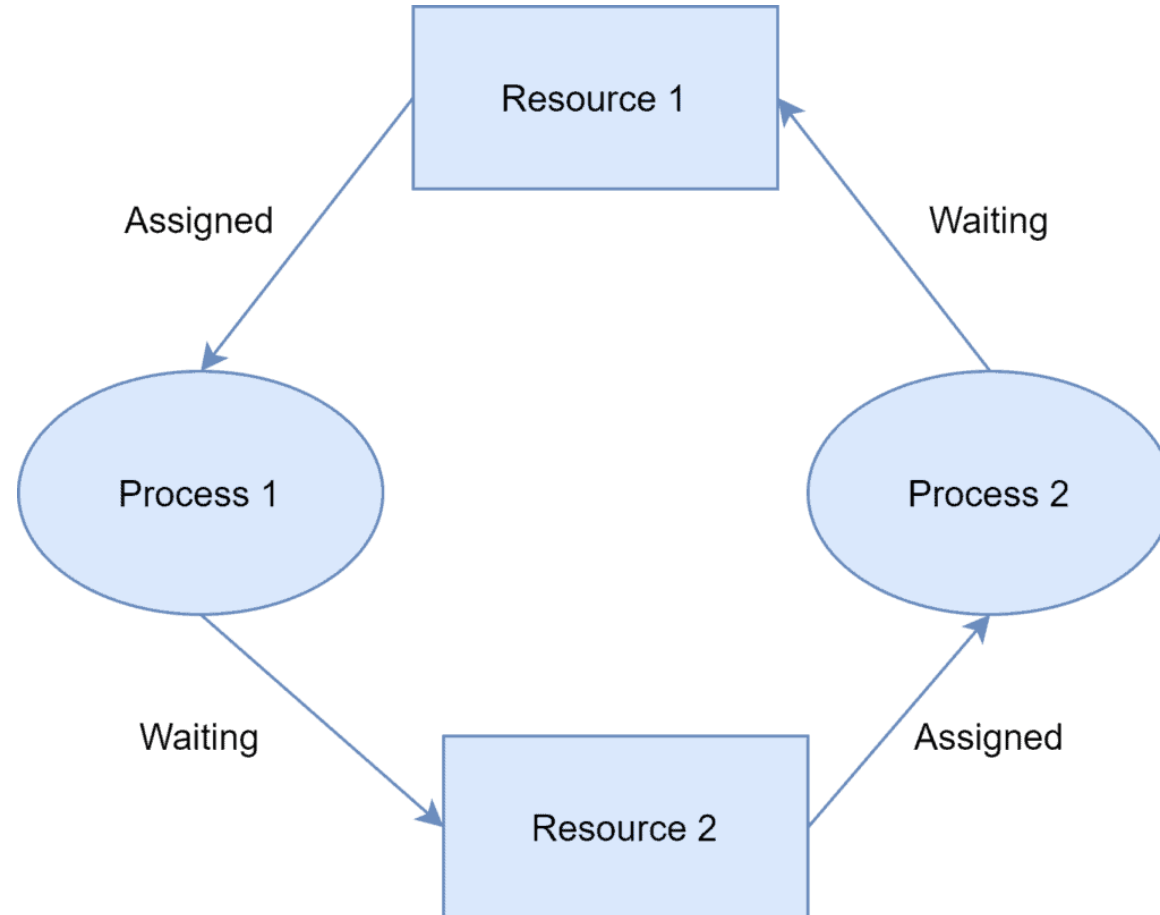 Resource 1
Assigned
Waiting
Process 1
Process 2
Waiting
Assigned
Resource 2